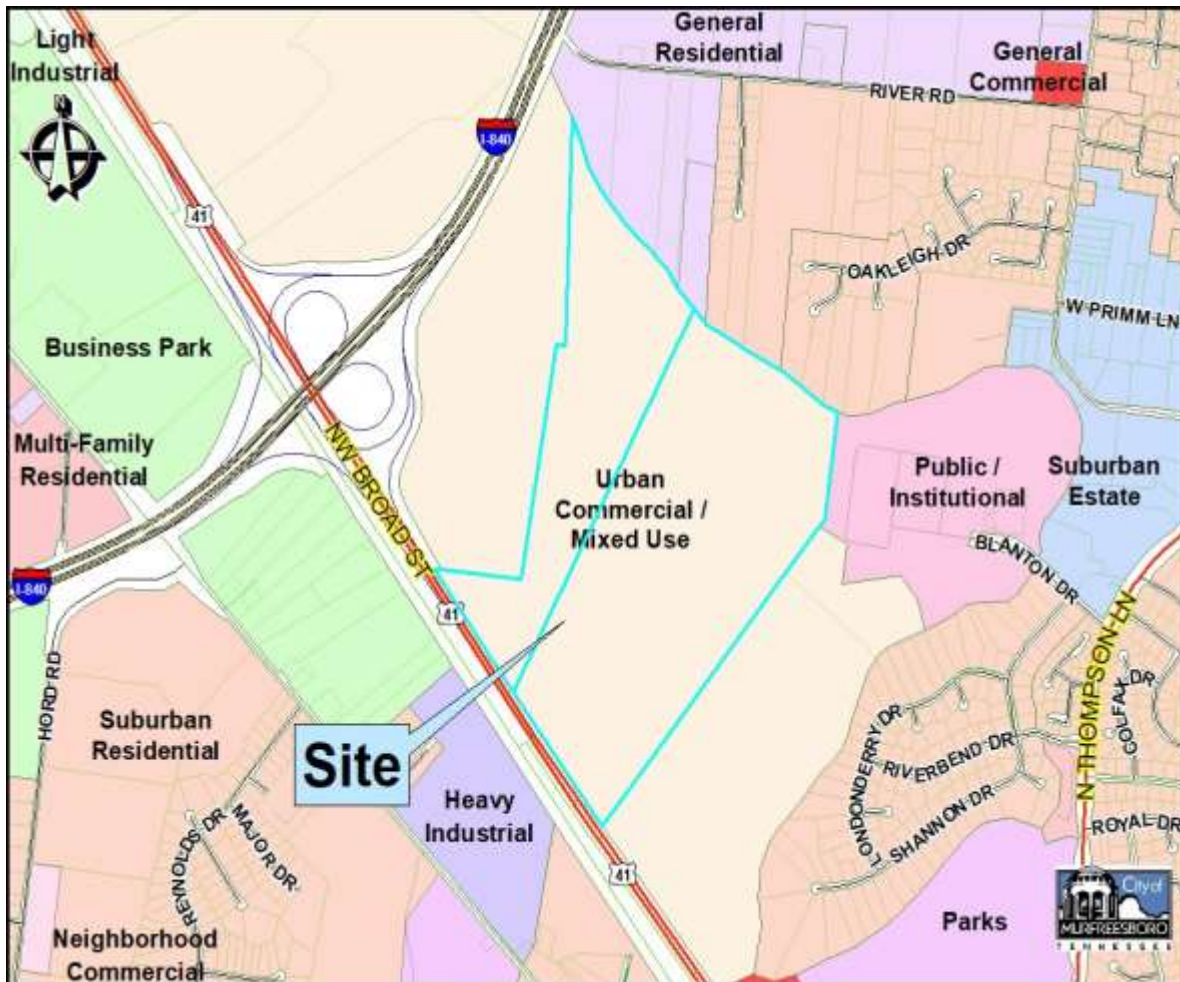 Light
Industrial
N
General
Residential
General
Commercial
RIVER RD
I-840
41
OAKLEIGH DR
W PRIMM LN
Business Park
Multi-Family
Residential
NW BROAD ST
Urban
Commercial /
Mixed Use
Public /
Institutional
Suburban
Estate
BLANTON DR
I-840
41
HORD RD
N THOMPSON LN
COLFAX DR
Suburban
Residential
Site
LONDONDERRY DR
RIVERBEND DR
SHANNON DR
Heavy
Industrial
REYNOLDS DR
MAJOR DR
ROYAL DR
41
City of
MURFREESBORO
TENNESSEE
Parks
Neighborhood
Commercial